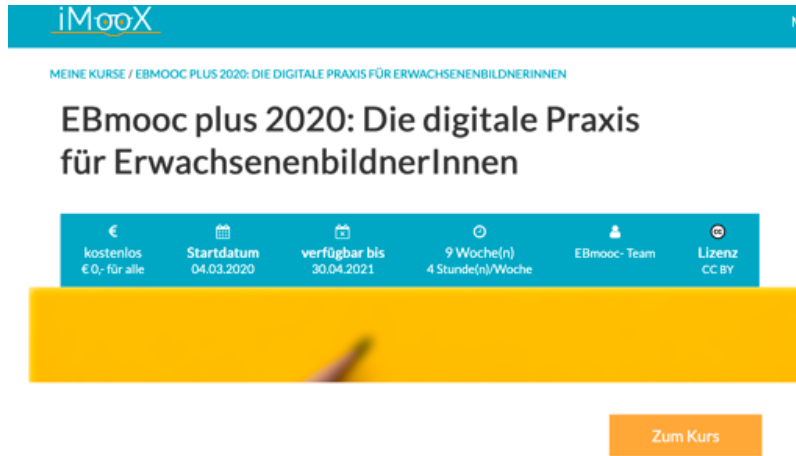 iMooX
MEINE KURSE / EBMOOC PLUS 2020: DIE DIGITALE PRAXIS FÜR ERWACHSENENBILDNERINNEN
EBmooc plus 2020: Die digitale Praxis
für ErwachsenenbildnerInnen
€
kostenlos
€ 0,- für alle
Startdatum
04.03.2020
verfügbar bis
30.04.2021
9 Woche(n)
4 Stunde(n)/Woche
EBmooc- Team
cc
Lizenz
CC BY
Zum Kurs